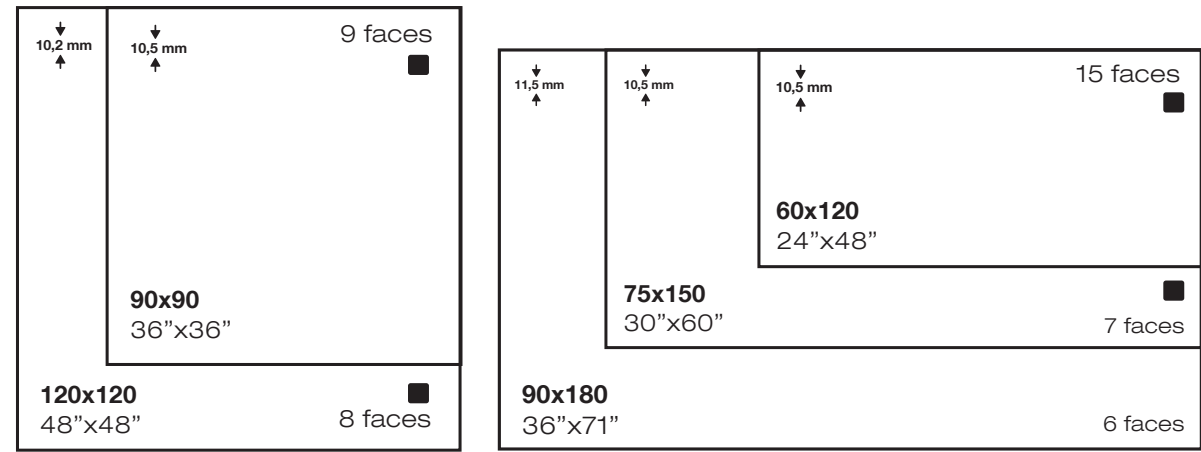 10,2 mm
10,5 mm
9 faces
90x90
36”x36”
120x120
48”x48”
8 faces
11,5 mm
10,5 mm
10,5 mm
15 faces
60x120
24”x48”
75x150
30”x60”
7 faces
90x180
36”x71”
6 faces